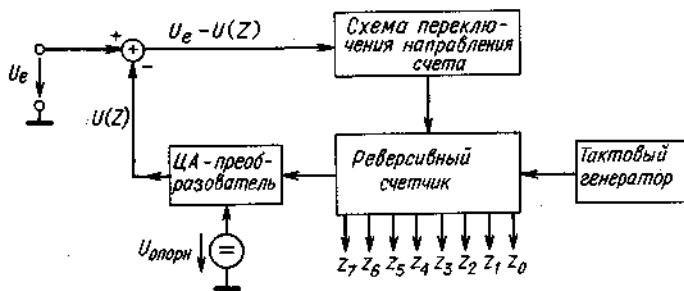 +
U_e – U(Z)
Схема переклю-
чения направления
счета
U_e
+
–
U(Z)
ЦА–преоб-
разователь
Реверсивный
счетчик
Тактовый
генератор
U_опорн
=
Z_7 Z_6 Z_5 Z_4 Z_3 Z_2 Z_1 Z_0